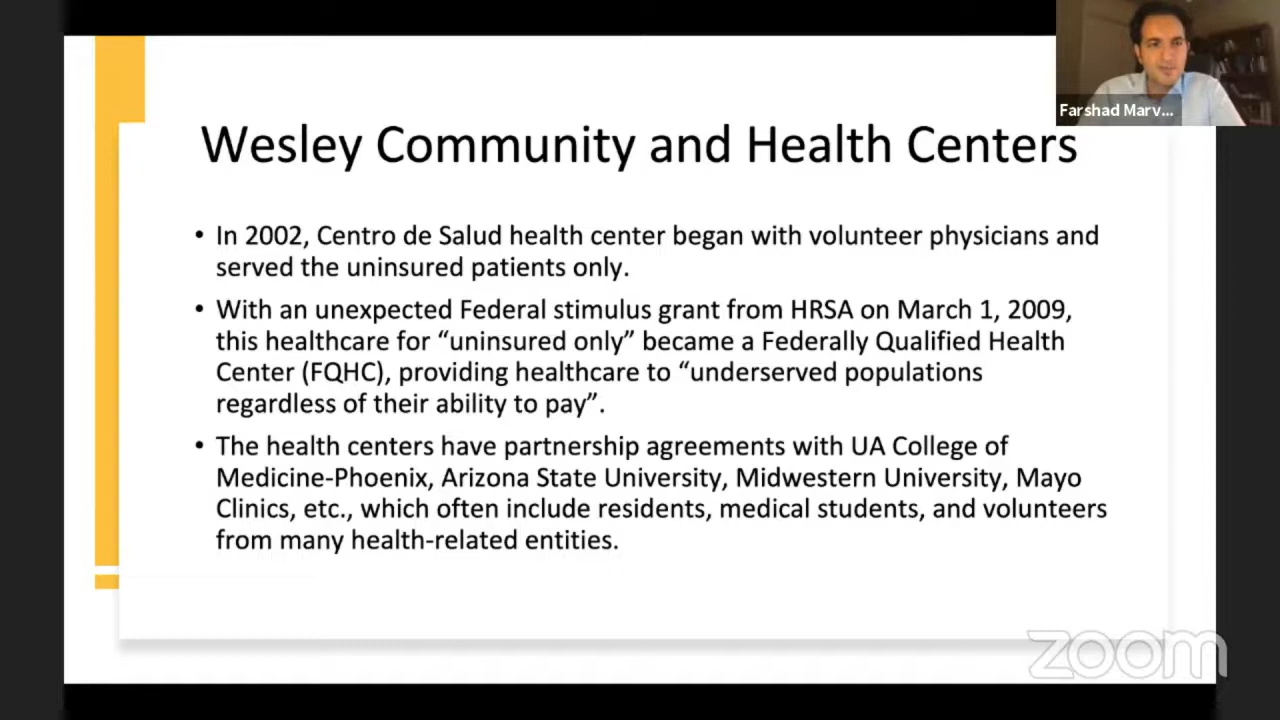 Farshad Marv...
Wesley Community and Health Centers
• In 2002, Centro de Salud health center began with volunteer physicians and
served the uninsured patients only.
• With an unexpected Federal stimulus grant from HRSA on March 1, 2009,
this healthcare for “uninsured only” became a Federally Qualified Health
Center (FQHC), providing healthcare to “underserved populations
regardless of their ability to pay”.
• The health centers have partnership agreements with UA College of
Medicine-Phoenix, Arizona State University, Midwestern University, Mayo
Clinics, etc., which often include residents, medical students, and volunteers
from many health-related entities.
zoom